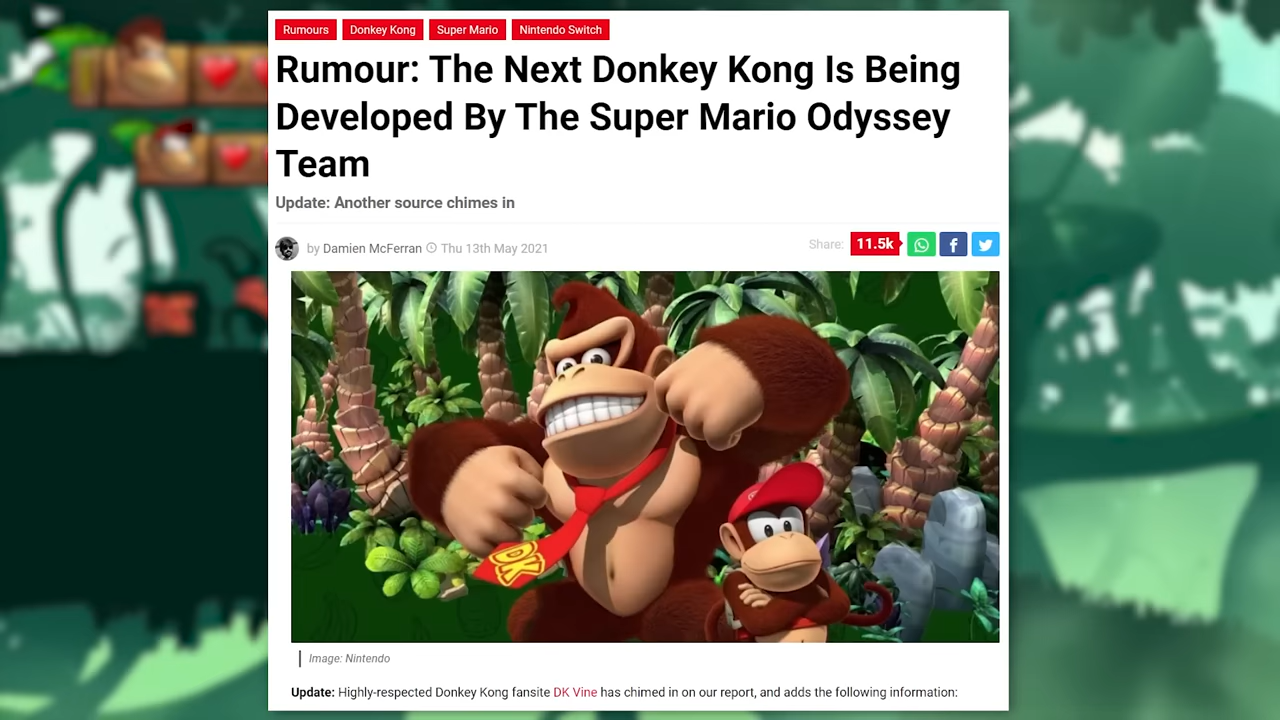 Rumours Donkey Kong Super Mario Nintendo Switch
Rumour: The Next Donkey Kong Is Being
Developed By The Super Mario Odyssey
Team
Update: Another source chimes in
by Damien McFerran Thu 13th May 2021
Share: 11.5k
DK
Image: Nintendo
Update: Highly-respected Donkey Kong fansite DK Vine has chimed in on our report, and adds the following information: